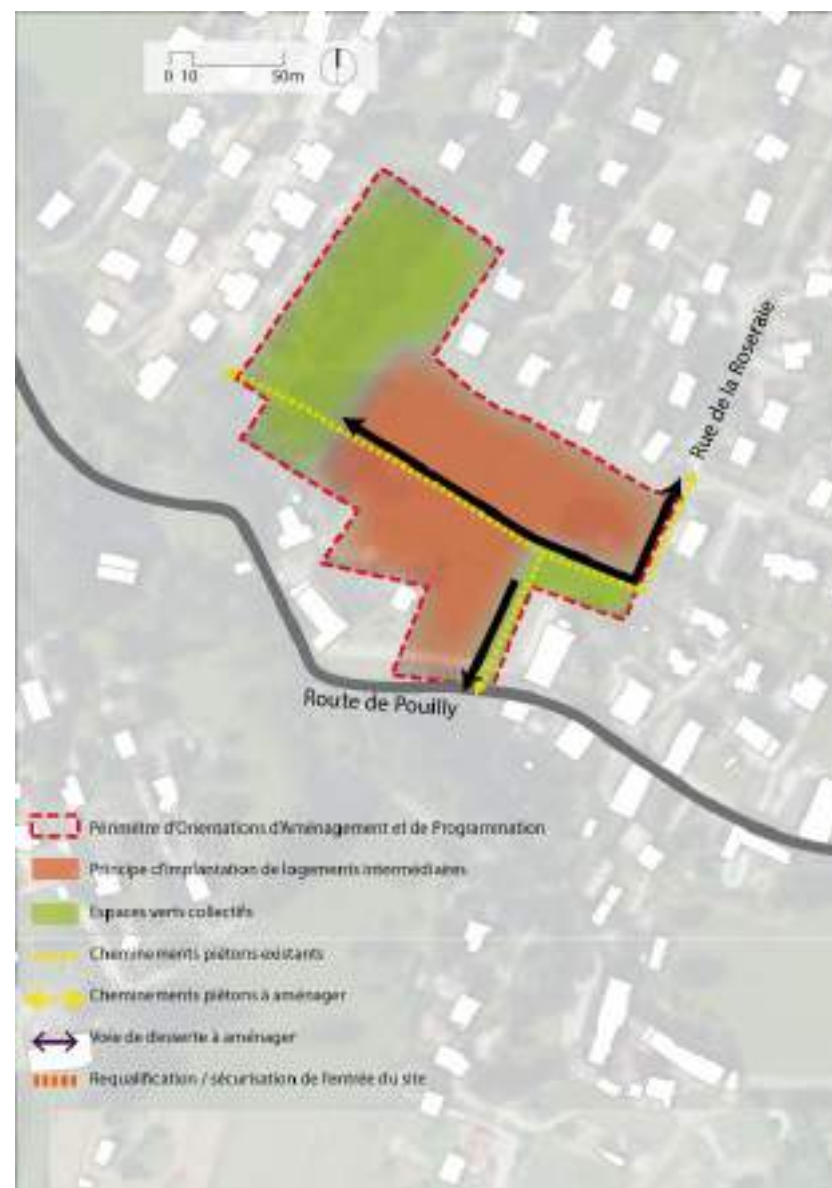 0 10 50m
Rue de la Roseraie
Route de Pouilly
Périmètre d'Orientations d'Aménagement et de Programmation
Principe d'implantation de logements intermédiaires
Espaces verts collectifs
Cheminements piétons existants
Cheminements piétons à aménager
Voie de desserte à aménager
Requalification / sécurisation de l'entrée du site